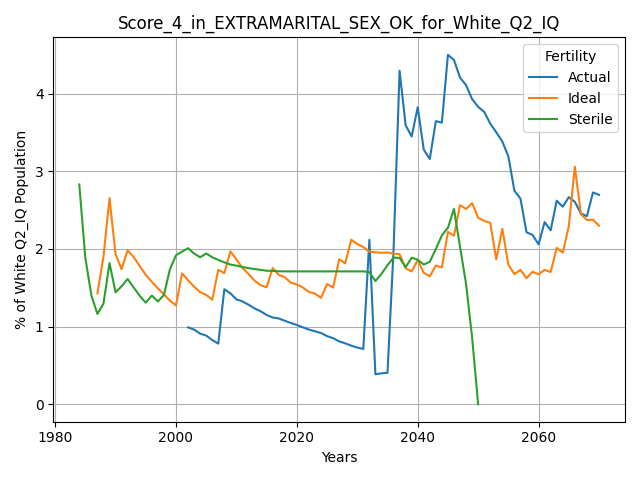 Score_4_in_EXTRAMARITAL_SEX_OK_for_White_Q2_IQ
Fertility
Actual
Ideal
Sterile
% of White Q2_IQ Population
4
3
2
1
0
1980
2000
2020
2040
2060
Years